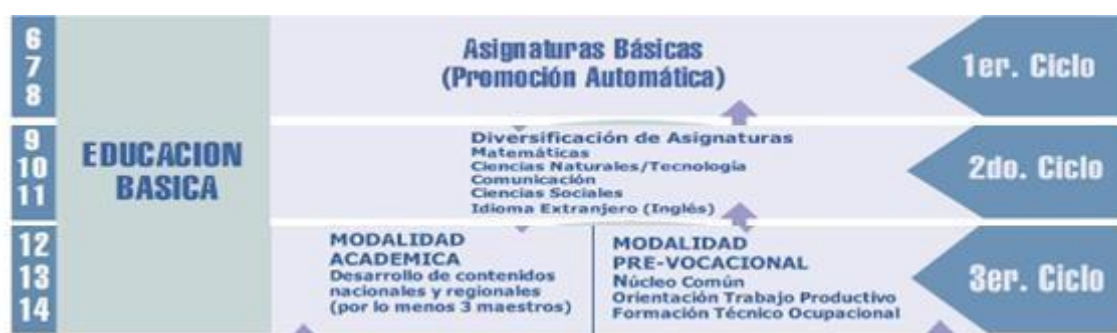 6
7
8
Asignaturas Básicas
(Promoción Automática)
1er. Ciclo
EDUCACION
BASICA
9
10
11
Diversificación de Asignaturas
Matemáticas
Ciencias Naturales/Tecnología
Comunicación
Ciencias Sociales
Idioma Extranjero (Inglés)
2do. Ciclo
12
13
14
MODALIDAD
ACADEMICA
Desarrollo de contenidos
nacionales y regionales
(por lo menos 3 maestros)
MODALIDAD
PRE-VOCACIONAL
Núcleo Común
Orientación Trabajo Productivo
Formación Técnico Ocupacional
3er. Ciclo